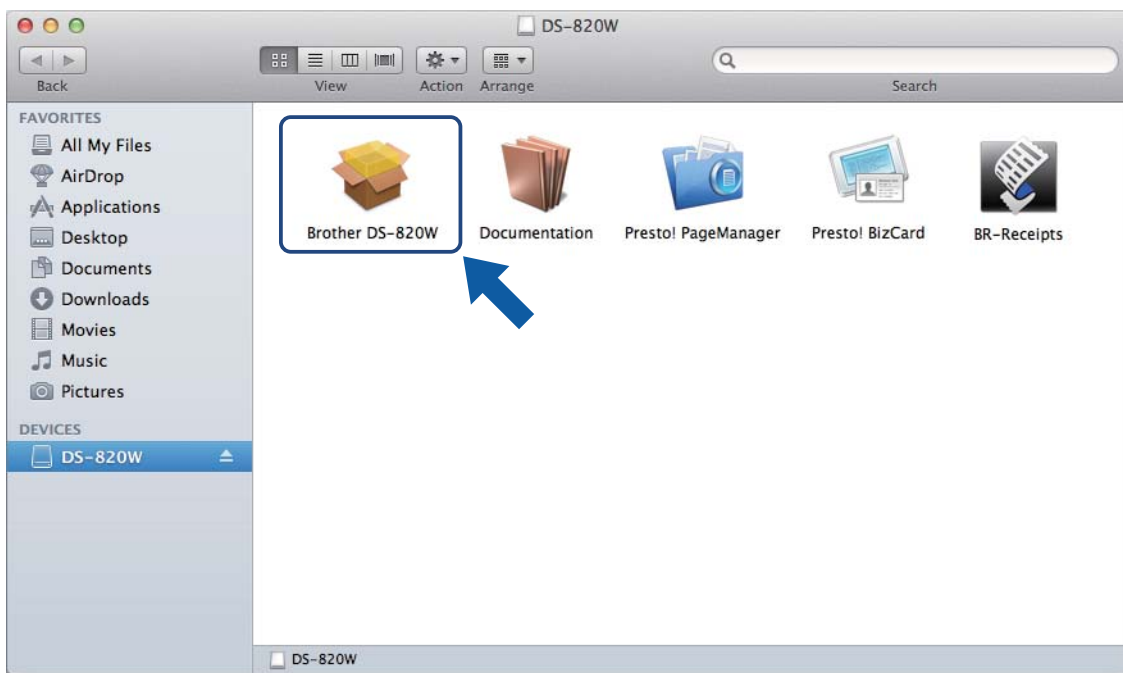 DS-820W
Back
View
Action
Arrange
Search
FAVORITES
All My Files
AirDrop
Applications
Desktop
Documents
Downloads
Movies
Music
Pictures
DEVICES
DS-820W
Brother DS-820W
Documentation
Presto! PageManager
Presto! BizCard
BR-Receipts
DS-820W